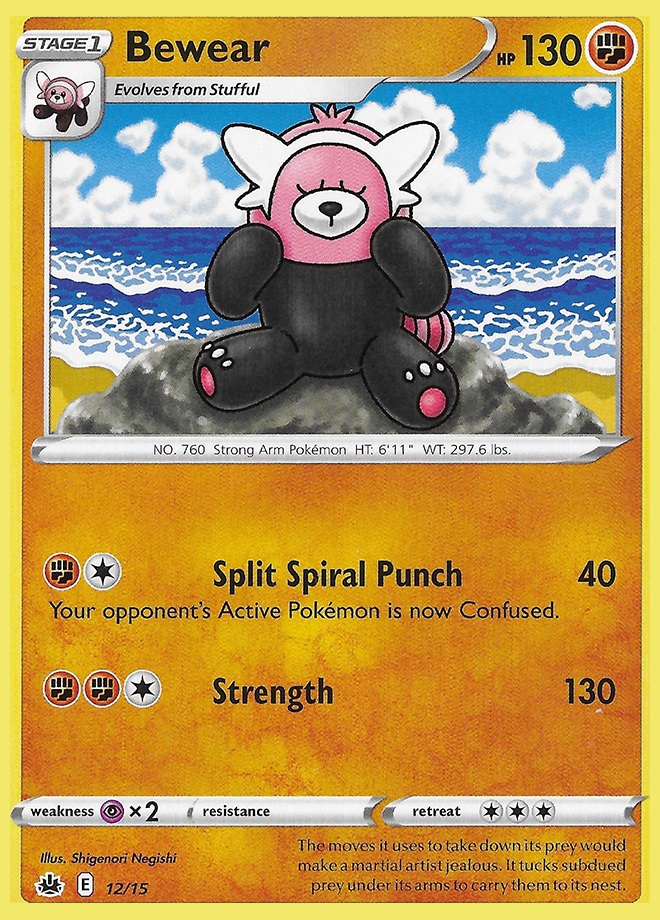 STAGE1
Bewear
HP 130
Evolves from Stufful
NO. 760 Strong Arm Pokémon HT: 6'11" WT: 297.6 lbs.
Split Spiral Punch 40
Your opponent's Active Pokémon is now Confused.
Strength 130
weakness ×2 resistance retreat
Illus. Shigenori Negishi
The moves it uses to take down its prey would
make a martial artist jealous. It tucks subdued
prey under its arms to carry them to its nest.
E 12/15